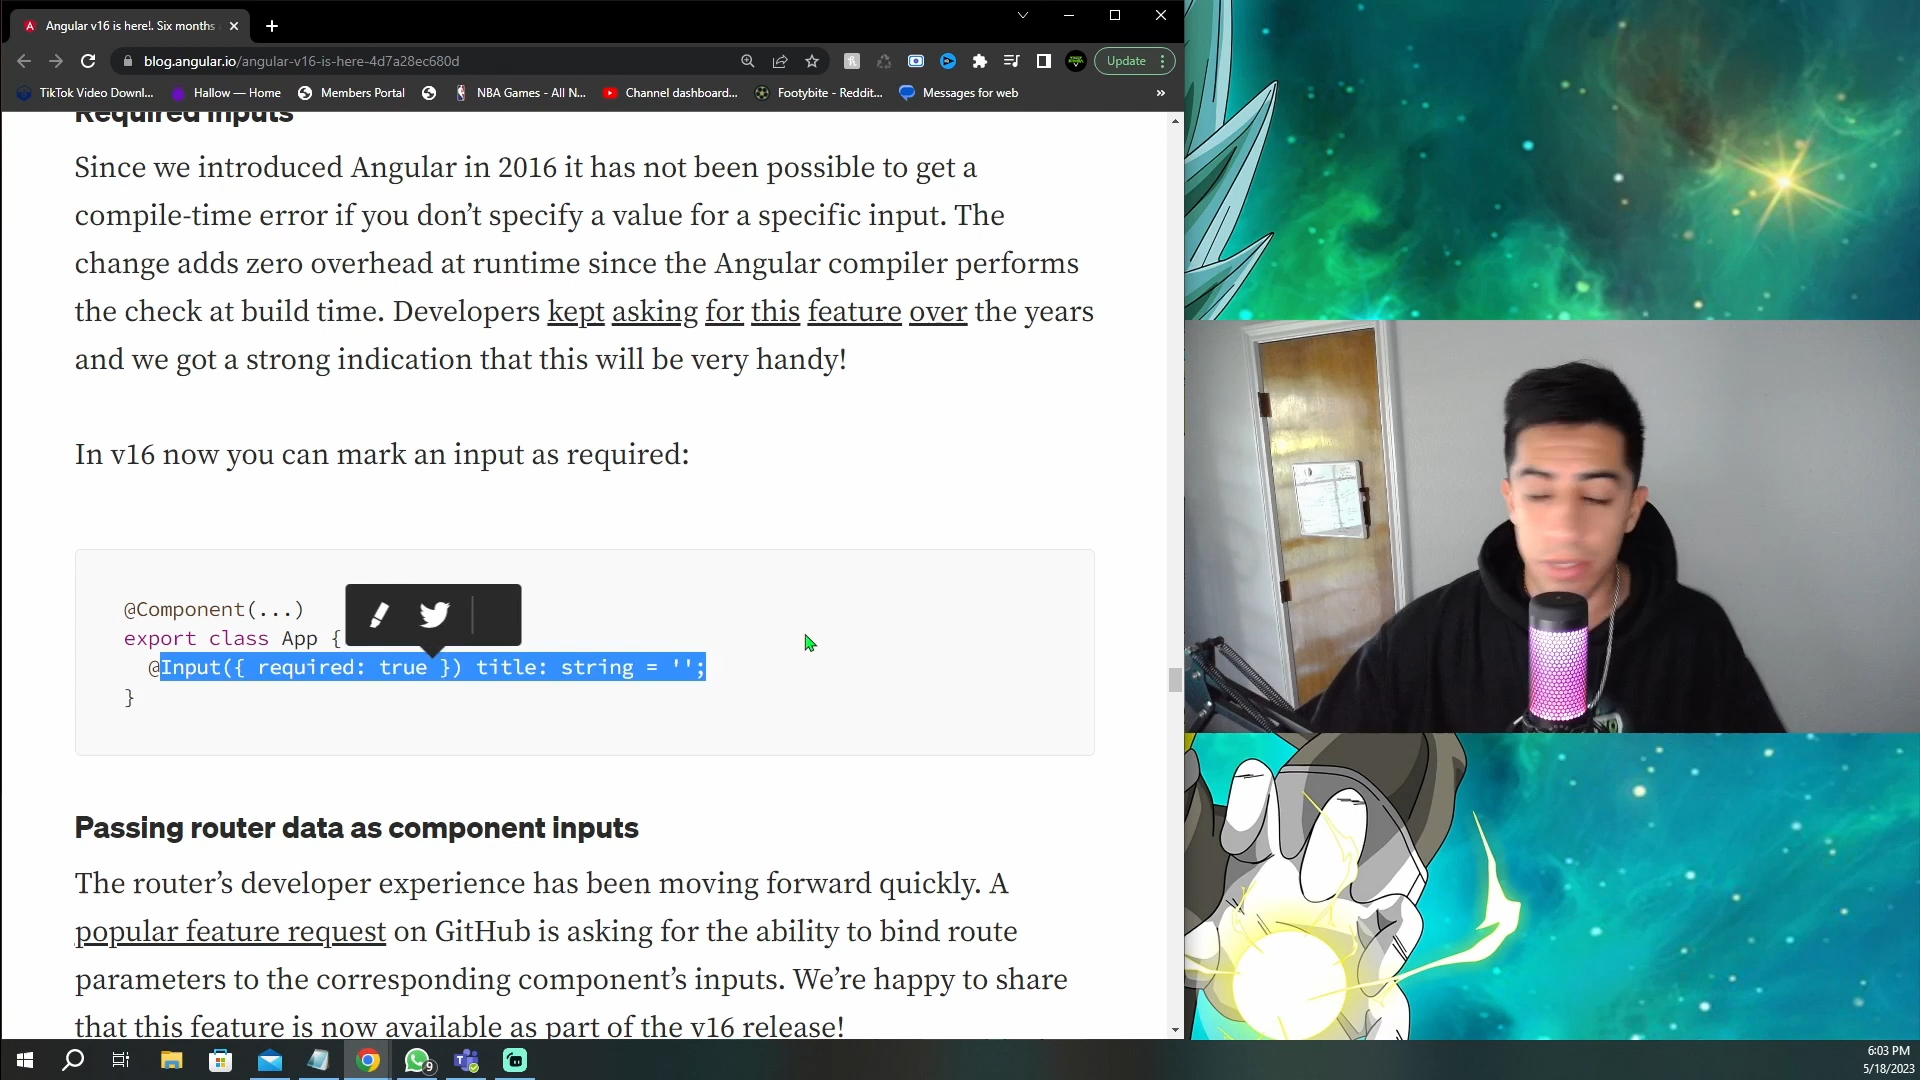 Angular v16 is here!. Six months
blog.angular.io/angular-v16-is-here-4d7a28ec680d
Update
TikTok Video Downl...
Hallow — Home
Members Portal
NBA Games - All N...
Channel dashboard...
Footybite - Reddit...
Messages for web
»
Required inputs
Since we introduced Angular in 2016 it has not been possible to get a
compile-time error if you don’t specify a value for a specific input. The
change adds zero overhead at runtime since the Angular compiler performs
the check at build time. Developers kept asking for this feature over the years
and we got a strong indication that this will be very handy!
In v16 now you can mark an input as required:
@Component(...)
export class App {
@Input({ required: true }) title: string = '';
}
Passing router data as component inputs
The router’s developer experience has been moving forward quickly. A
popular feature request on GitHub is asking for the ability to bind route
parameters to the corresponding component’s inputs. We’re happy to share
that this feature is now available as part of the v16 release!
9
6:03 PM
5/18/2023